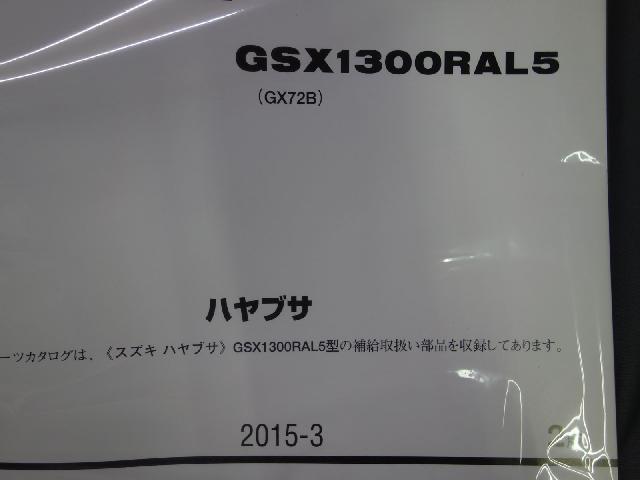 GSX1300RAL5
(GX72B)
ハヤブサ
ーツカタログは、《スズキ ハヤブサ》GSX1300RAL5型の補給取扱い部品を収録してあります。
2015-3